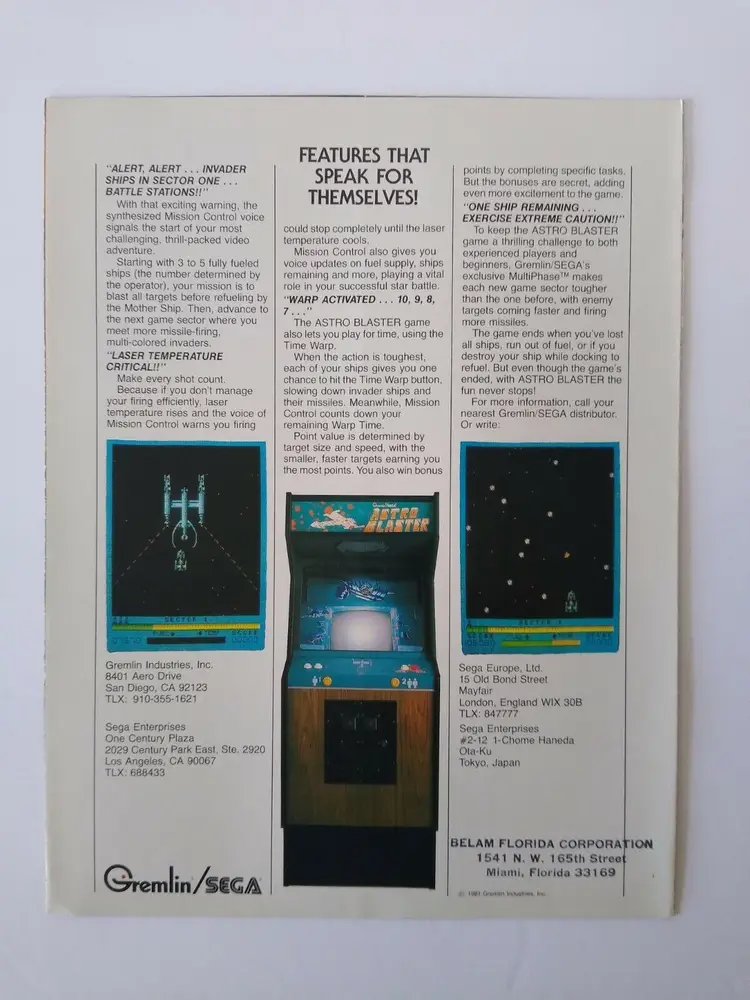 FEATURES THAT
SPEAK FOR
THEMSELVES!
"ALERT, ALERT . . . INVADER
SHIPS IN SECTOR ONE . . .
BATTLE STATIONS!!"
With that exciting warning, the
synthesized Mission Control voice
signals the start of your most
challenging, thrill-packed video
adventure.
Starting with 3 to 5 fully fueled
ships (the number determined by
the operator), your mission is to
blast all targets before refueling by
the Mother Ship. Then, advance to
the next game sector where you
meet more missile-firing,
multi-colored invaders.
"LASER TEMPERATURE
CRITICAL!!"
Make every shot count.
Because if you don't manage
your firing efficiently, laser
temperature rises and the voice of
Mission Control warns you firing
could stop completely until the laser
temperature cools.
Mission Control also gives you
voice updates on fuel supply, ships
remaining and more, playing a vital
role in your successful star battle.
"WARP ACTIVATED . . . 10, 9, 8,
7 . . ."
The ASTRO BLASTER game
also lets you play for time, using the
Time Warp.
When the action is toughest,
each of your ships gives you one
chance to hit the Time Warp button,
slowing down invader ships and
their missiles. Meanwhile, Mission
Control counts down your
remaining Warp Time.
Point value is determined by
target size and speed, with the
smaller, faster targets earning you
the most points. You also win bonus
points by completing specific tasks.
But the bonuses are secret, adding
even more excitement to the game.
"ONE SHIP REMAINING . . .
EXERCISE EXTREME CAUTION!!"
To keep the ASTRO BLASTER
game a thrilling challenge to both
experienced players and
beginners, Gremlin/SEGA's
exclusive MultiPhase™ makes
each new game sector tougher
than the one before, with enemy
targets coming faster and firing
more missiles.
The game ends when you've lost
all ships, run out of fuel, or if you
destroy your ship while docking to
refuel. But even though the game's
ended, with ASTRO BLASTER the
fun never stops!
For more information, call your
nearest Gremlin/SEGA distributor.
Or write:
SECTOR
FUEL
TEMP
SCORE
ASTRO
BLASTER
1
2
SECTOR
Gremlin Industries, Inc.
8401 Aero Drive
San Diego, CA 92123
TLX: 910-355-1621
Sega Enterprises
One Century Plaza
2029 Century Park East, Ste. 2920
Los Angeles, CA 90067
TLX: 688433
Sega Europe, Ltd.
15 Old Bond Street
Mayfair
London, England WIX 30B
TLX: 847777
Sega Enterprises
#2-12 1-Chome Haneda
Ota-Ku
Tokyo, Japan
Gremlin/SEGA
BELAM FLORIDA CORPORATION
1541 N. W. 165th Street
Miami, Florida 33169
© 1981 Gremlin Industries, Inc.